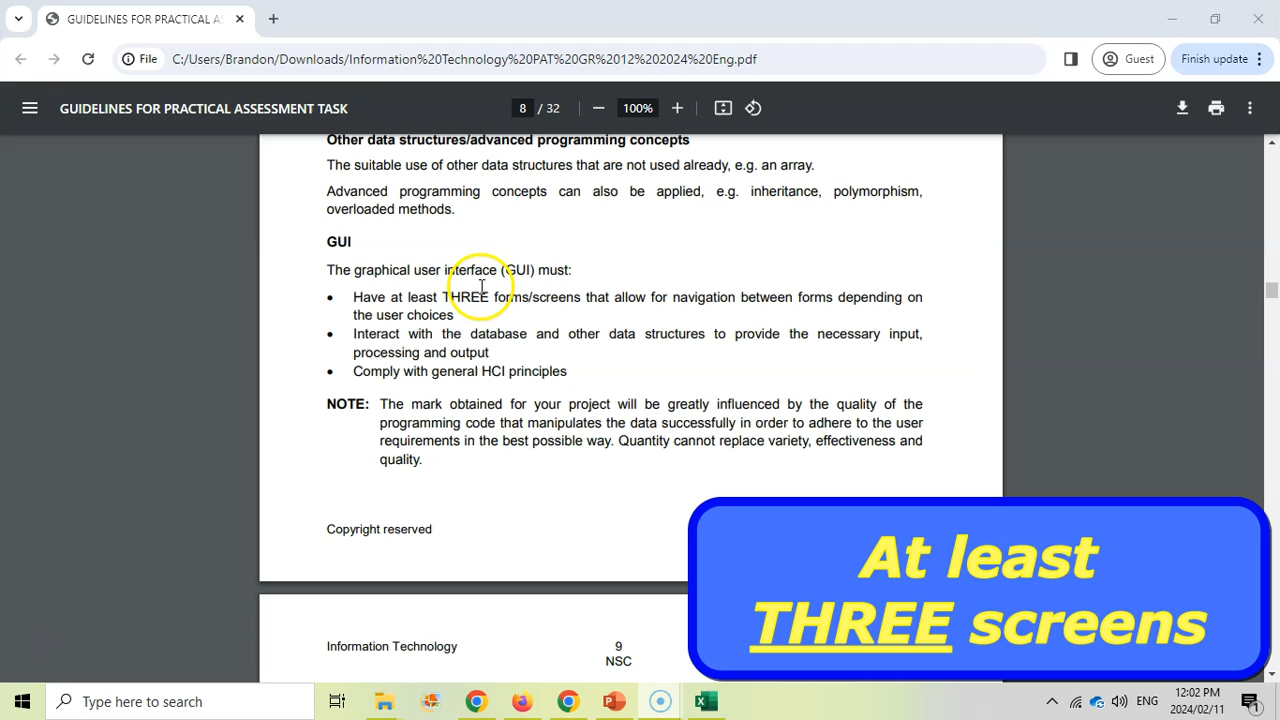 GUIDELINES FOR PRACTICAL AS
File
C:/Users/Brandon/Downloads/Information%20Technology%20PAT%20GR%2012%202024%20Eng.pdf
Guest
Finish update
GUIDELINES FOR PRACTICAL ASSESSMENT TASK
8 / 32
100%
Other data structures/advanced programming concepts
The suitable use of other data structures that are not used already, e.g. an array.
Advanced programming concepts can also be applied, e.g. inheritance, polymorphism,
overloaded methods.
GUI
The graphical user interface (GUI) must:
• Have at least THREE forms/screens that allow for navigation between forms depending on
the user choices
• Interact with the database and other data structures to provide the necessary input,
processing and output
• Comply with general HCI principles
NOTE: The mark obtained for your project will be greatly influenced by the quality of the
programming code that manipulates the data successfully in order to adhere to the user
requirements in the best possible way. Quantity cannot replace variety, effectiveness and
quality.
Copyright reserved
At least
THREE screens
Information Technology
9
NSC
Type here to search
ENG
12:02 PM
2024/02/11